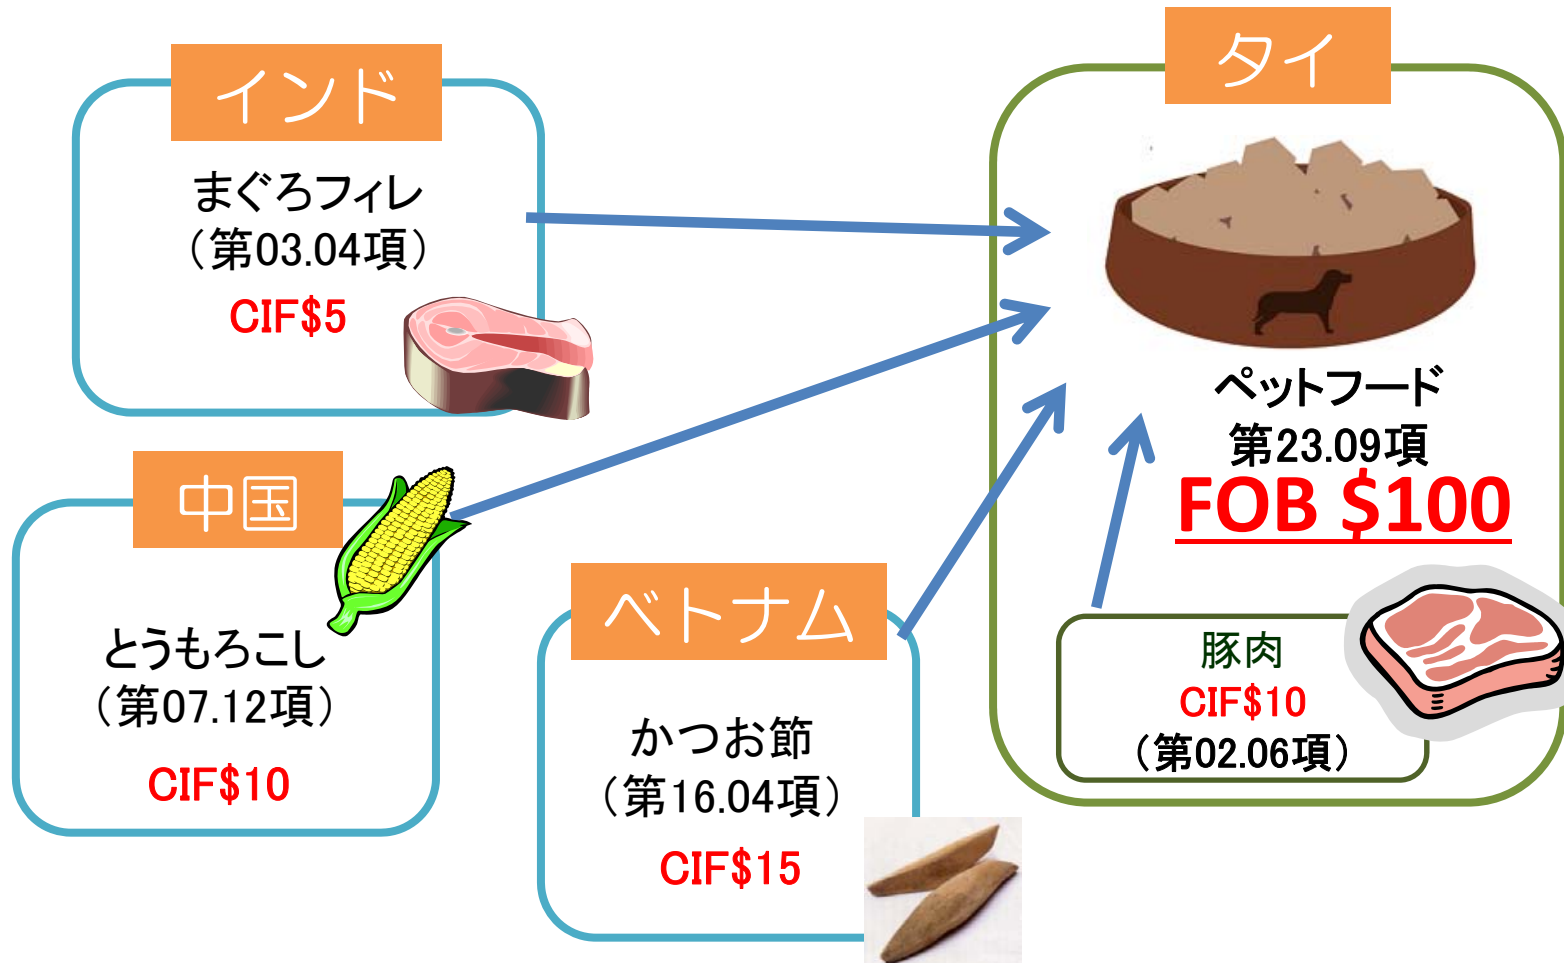 インド
まぐろフィレ
（第03.04項）
CIF$5
中国
とうもろこし
（第07.12項）
CIF$10
ベトナム
かつお節
（第16.04項）
CIF$15
タイ
ペットフード
第23.09項
FOB $100
豚肉
CIF$10
（第02.06項）